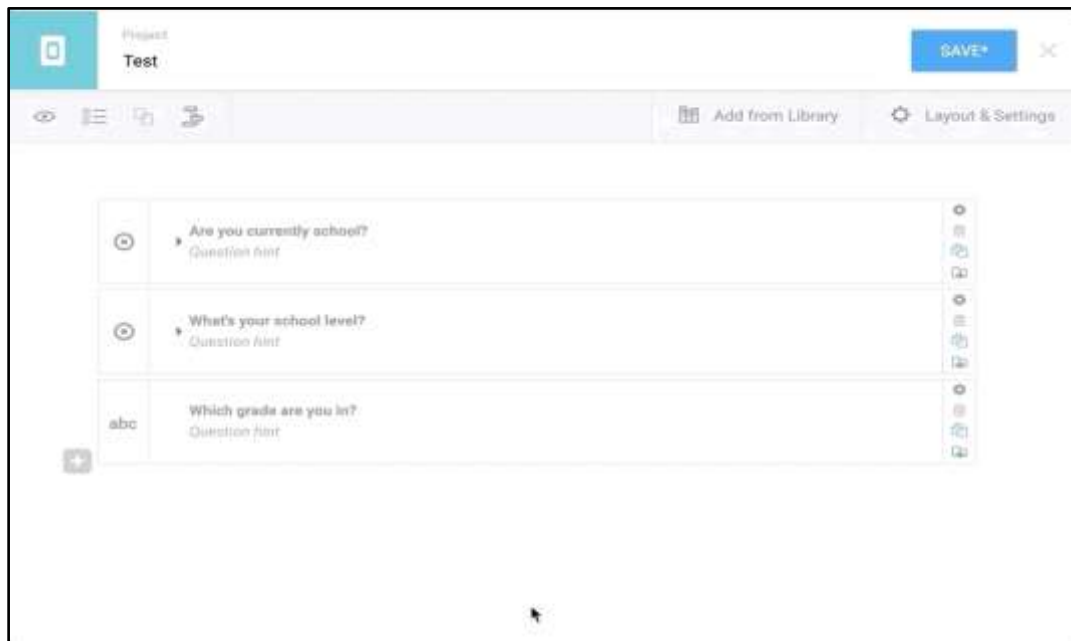 Project
Test
SAVE*
Add from Library
Layout & Settings
Are you currently school?
Question hint
What's your school level?
Question hint
abc
Which grade are you in?
Question hint